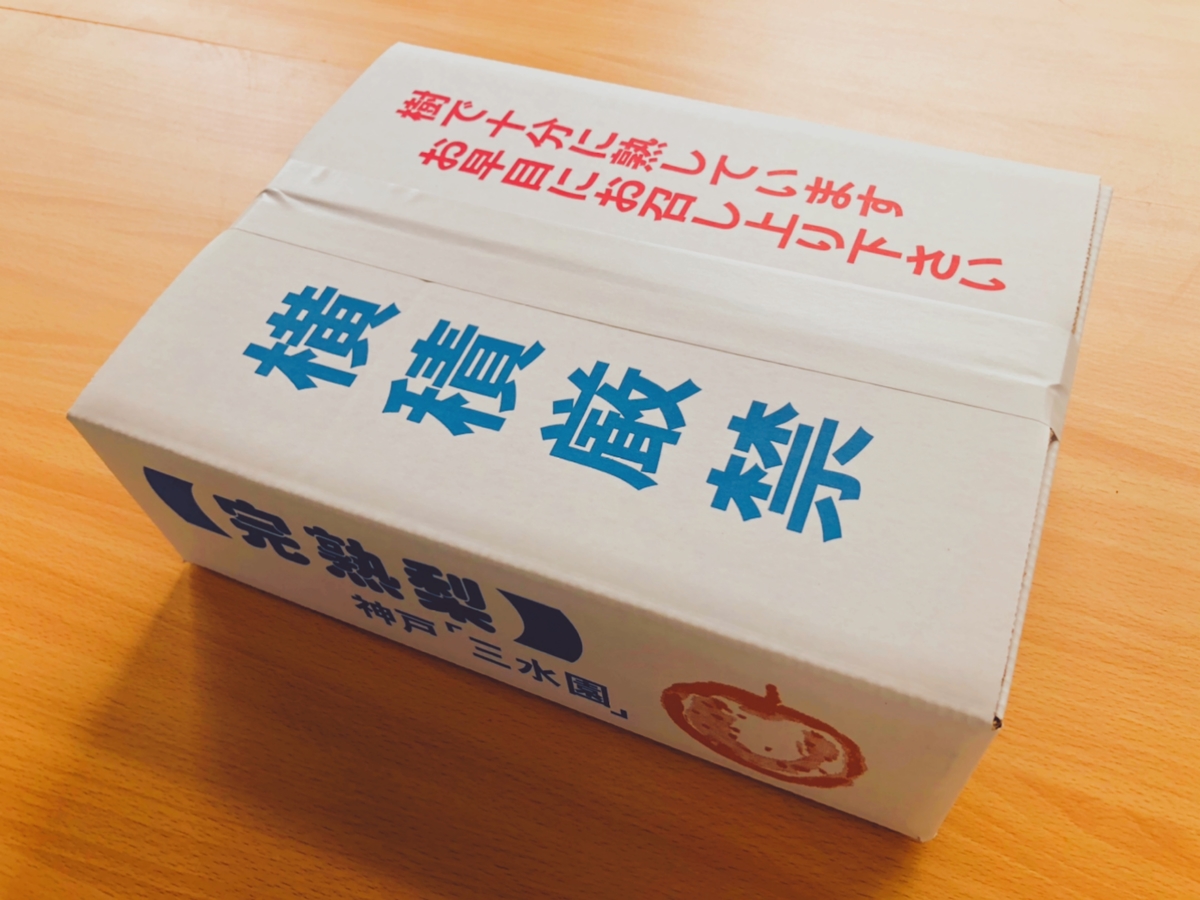 樹で十分に熟しています
お早目にお召し上り下さい
横積厳禁
完熟梨
神戸「三水園」